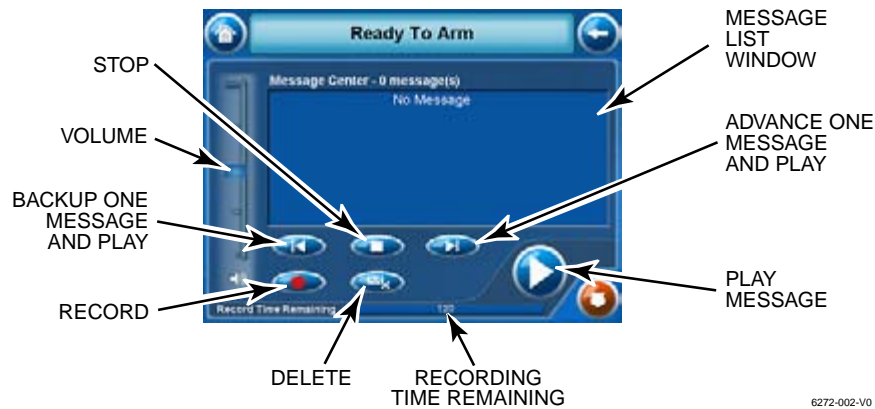 MESSAGE
LIST
WINDOW
Ready To Arm
STOP
Message Center - 0 message(s)
No Message
VOLUME
ADVANCE ONE
MESSAGE
AND PLAY
BACKUP ONE
MESSAGE
AND PLAY
RECORD
PLAY
MESSAGE
Record Time Remaining
120
DELETE
RECORDING
TIME REMAINING
6272-002-V0